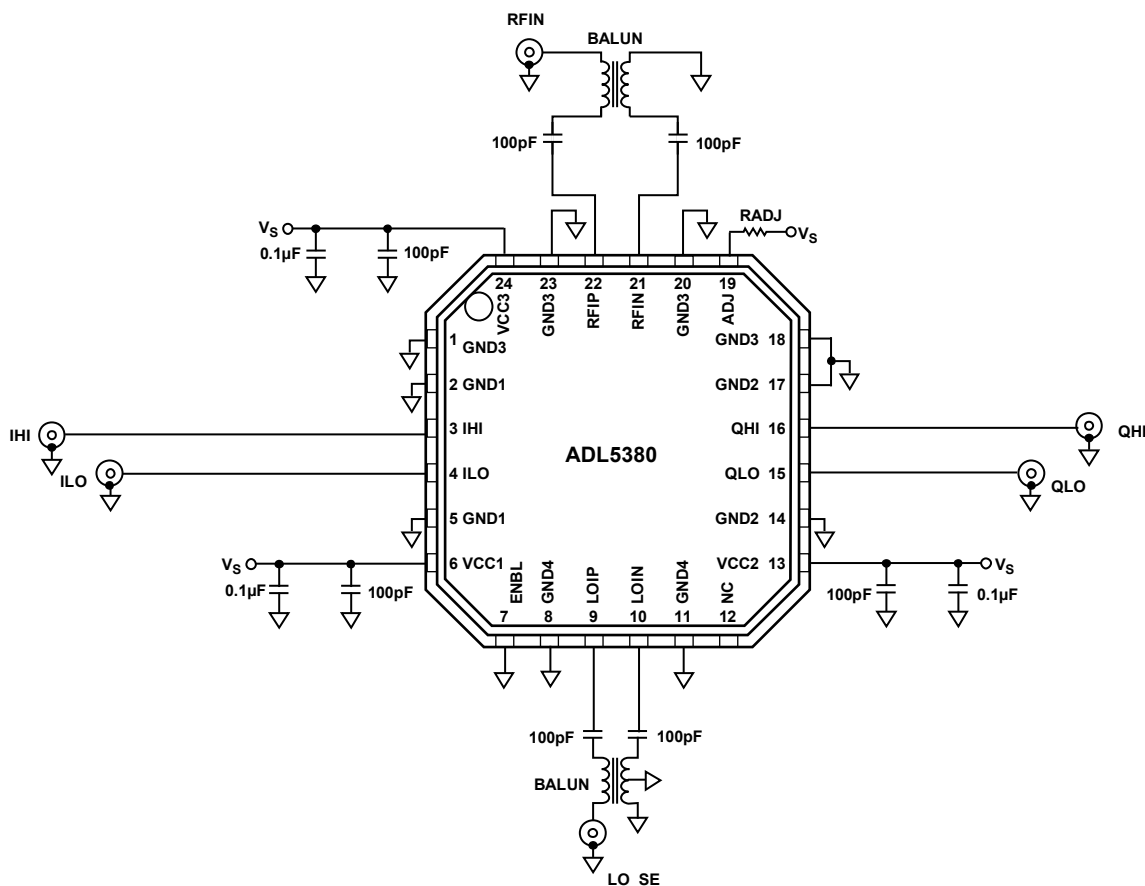 RFIN
BALUN
100pF
100pF
RADJ
VS
VS
0.1µF
100pF
24
23
22
21
20
19
VCC3
GND3
RFIP
RFIN
GND3
ADJ
1 GND3
GND3 18
2 GND1
GND2 17
IHI
3 IHI
QHI 16
QHI
ADL5380
ILO
4 ILO
QLO 15
QLO
5 GND1
GND2 14
VS
6 VCC1
VCC2 13
VS
0.1µF
100pF
100pF
0.1µF
ENBL
GND4
LOIP
LOIN
GND4
NC
7
8
9
10
11
12
100pF
100pF
BALUN
LO SE